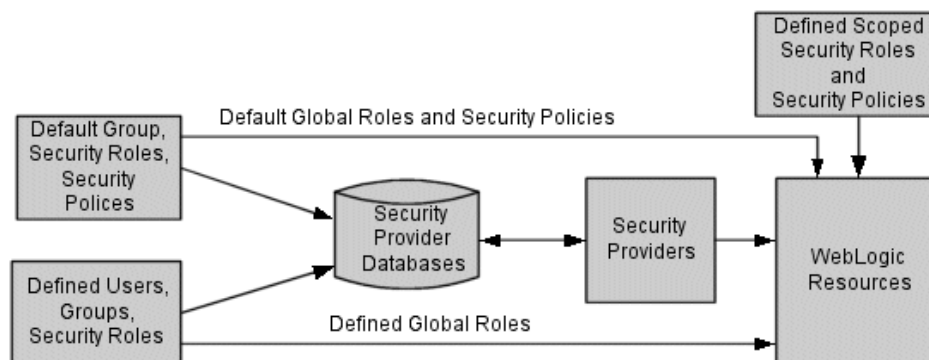 Defined Scoped
Security Roles
and
Security Policies
Default Global Roles and Security Policies
Default Group,
Security Roles,
Security
Polices
Security
Provider
Databases
Security
Providers
WebLogic
Resources
Defined Users,
Groups,
Security Roles
Defined Global Roles